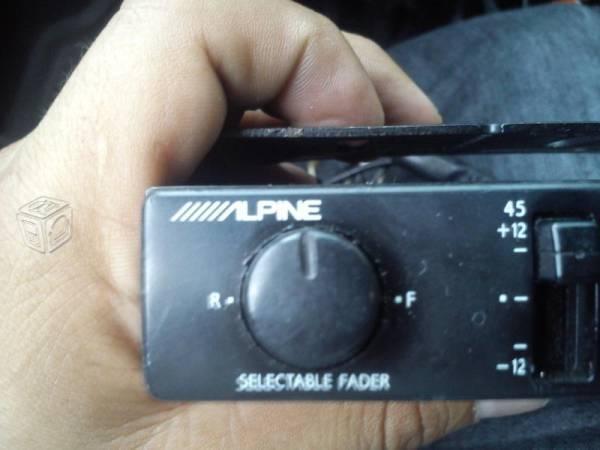 ALPINE
45
+12
R
F
-12
SELECTABLE FADER